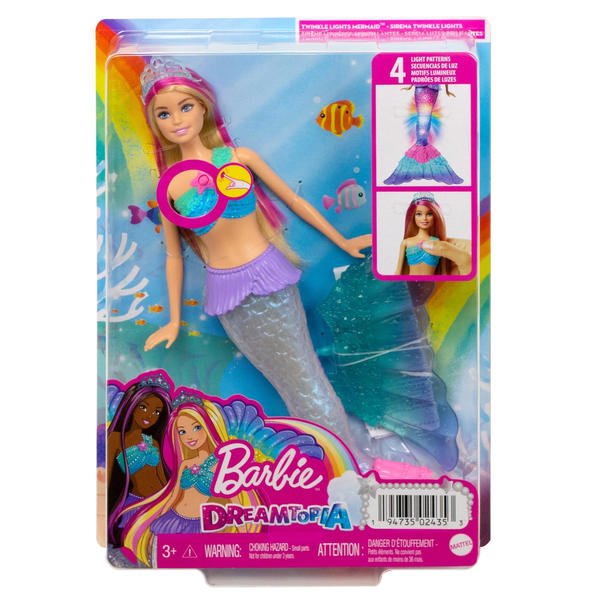 TWINKLE LIGHTS MERMAID™ • SIRENA TWINKLE LIGHTS
4
LIGHT PATTERNS
SECUENCIAS DE LUZ
MOTIFS LUMINEUX
PADRÕES DE LUZES
Barbie
DREAMTOPIA
1 94735 02435 3
3+
WARNING:
CHOKING HAZARD – Small parts
Not for children under 3 years
ATTENTION :
DANGER D'ÉTOUFFEMENT –
Petits éléments. Ne convient pas
aux enfants de moins de 36 mois.
MATTEL